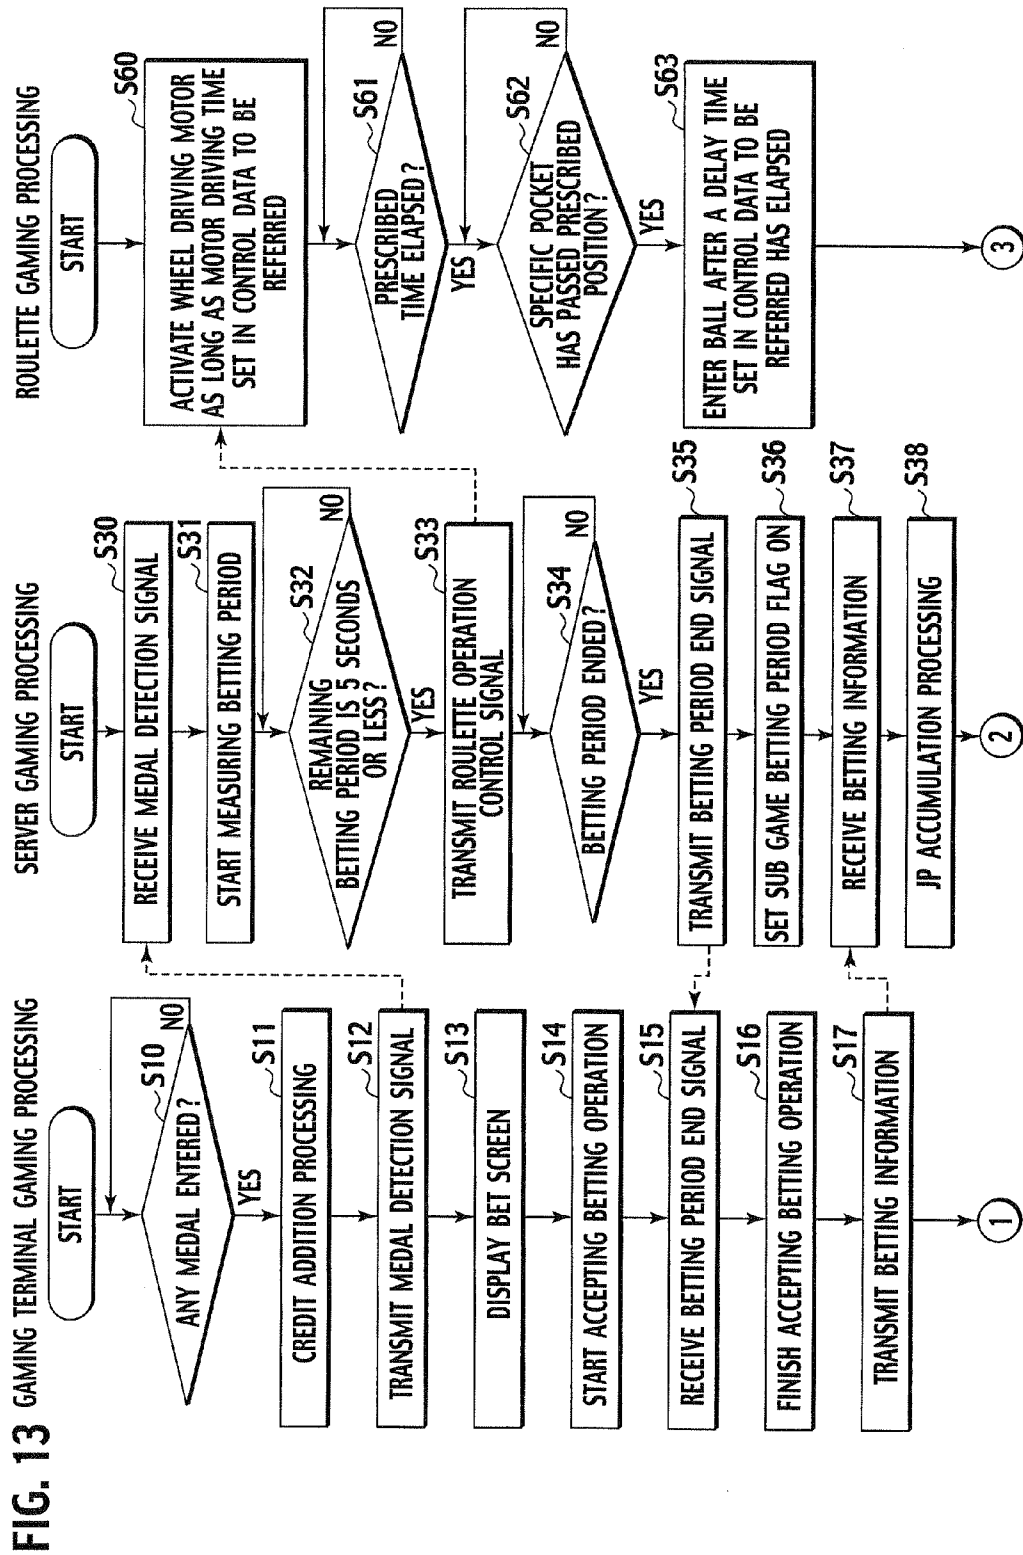 FIG. 13
GAMING TERMINAL GAMING PROCESSING
START
ANY MEDAL ENTERED?
S10
NO
YES
CREDIT ADDITION PROCESSING
S11
TRANSMIT MEDAL DETECTION SIGNAL
S12
DISPLAY BET SCREEN
S13
START ACCEPTING BETTING OPERATION
S14
RECEIVE BETTING PERIOD END SIGNAL
S15
FINISH ACCEPTING BETTING OPERATION
S16
TRANSMIT BETTING INFORMATION
S17
1
SERVER GAMING PROCESSING
START
RECEIVE MEDAL DETECTION SIGNAL
S30
START MEASURING BETTING PERIOD
S31
REMAINING
BETTING PERIOD IS 5 SECONDS
OR LESS?
S32
NO
YES
TRANSMIT ROULETTE OPERATION
CONTROL SIGNAL
S33
BETTING PERIOD ENDED?
S34
NO
YES
TRANSMIT BETTING PERIOD END SIGNAL
S35
SET SUB GAME BETTING PERIOD FLAG ON
S36
RECEIVE BETTING INFORMATION
S37
JP ACCUMULATION PROCESSING
S38
2
ROULETTE GAMING PROCESSING
START
ACTIVATE WHEEL DRIVING MOTOR
AS LONG AS MOTOR DRIVING TIME
SET IN CONTROL DATA TO BE
REFERRED
S60
PRESCRIBED
TIME ELAPSED?
S61
NO
YES
SPECIFIC POCKET
HAS PASSED PRESCRIBED
POSITION?
S62
NO
YES
ENTER BALL AFTER A DELAY TIME
SET IN CONTROL DATA TO BE
REFERRED HAS ELAPSED
S63
3